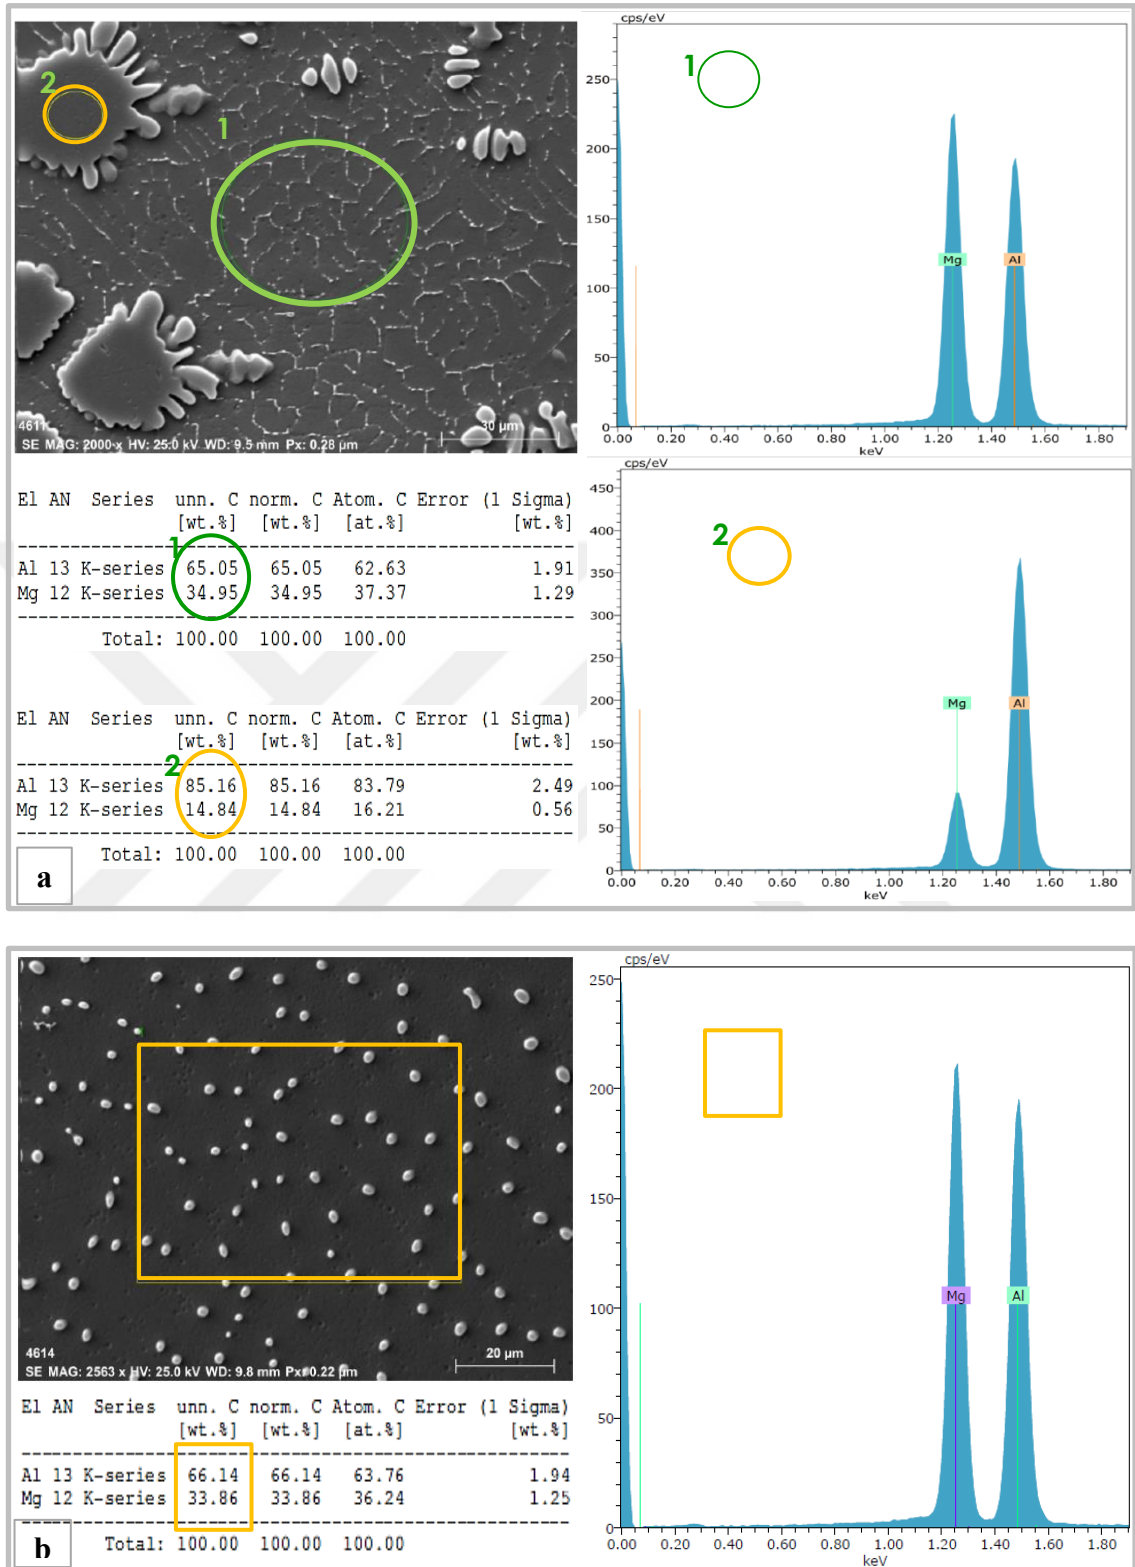 2
1
4611
SE MAG: 2000 x HV: 25.0 kV WD: 9.5 mm Px: 0.28 µm
30 µm
cps/eV
1
250
200
150
100
50
0
Mg
Al
0.00 0.20 0.40 0.60 0.80 1.00 1.20 1.40 1.60 1.80
keV
El AN Series unn. C norm. C Atom. C Error (1 Sigma)
[wt.%] [wt.%] [at.%] [wt.%]
1
Al 13 K-series 65.05 65.05 62.63 1.91
Mg 12 K-series 34.95 34.95 37.37 1.29
Total: 100.00 100.00 100.00
El AN Series unn. C norm. C Atom. C Error (1 Sigma)
[wt.%] [wt.%] [at.%] [wt.%]
2
Al 13 K-series 85.16 85.16 83.79 2.49
Mg 12 K-series 14.84 14.84 16.21 0.56
Total: 100.00 100.00 100.00
a
cps/eV
2
450
400
350
300
250
200
150
100
50
0
Mg
Al
0.00 0.20 0.40 0.60 0.80 1.00 1.20 1.40 1.60 1.80
keV
4614
SE MAG: 2563 x HV: 25.0 kV WD: 9.8 mm Px: 0.22 µm
20 µm
El AN Series unn. C norm. C Atom. C Error (1 Sigma)
[wt.%] [wt.%] [at.%] [wt.%]
Al 13 K-series 66.14 66.14 63.76 1.94
Mg 12 K-series 33.86 33.86 36.24 1.25
Total: 100.00 100.00 100.00
b
cps/eV
250
200
150
100
50
0
Mg
Al
0.00 0.20 0.40 0.60 0.80 1.00 1.20 1.40 1.60 1.80
keV